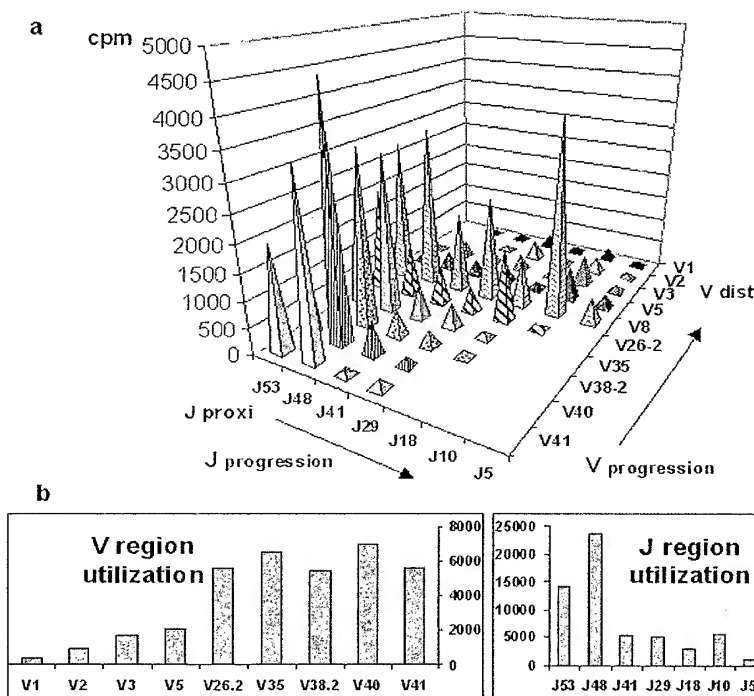 a
cpm
5000
4500
4000
3500
3000
2500
2000
1500
1000
500
0
J53
J48
J41
J29
J18
J10
J5
J proxi
J progression
V1
V2
V3
V5
V8
V26-2
V35
V38-2
V40
V41
V dist
V progression
b
V region
utilization
8000
6000
4000
2000
0
V1 V2 V3 V5 V26.2 V35 V38.2 V40 V41
J region
utilization
25000
20000
15000
10000
5000
0
J53 J48 J41 J29 J18 J10 J5